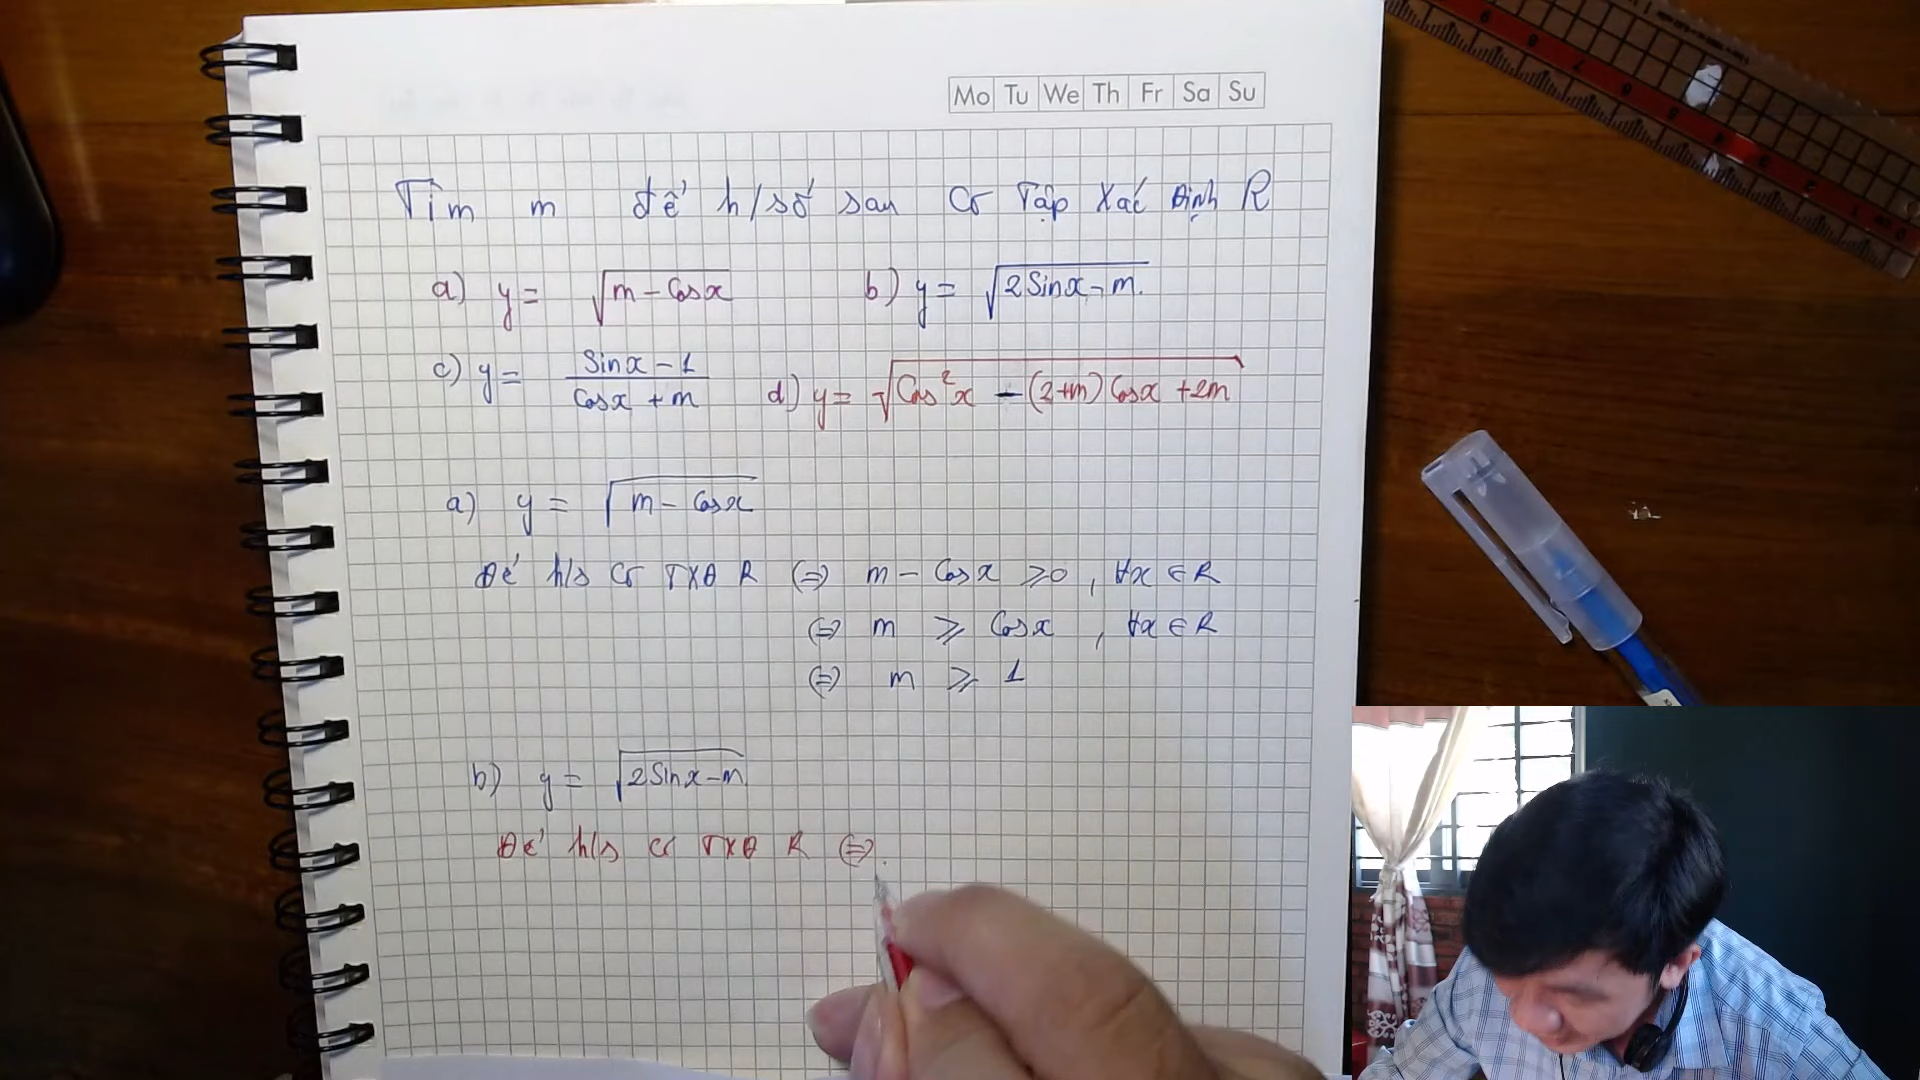 Mo Tu We Th Fr Sa Su
Tìm m để h/số sau có Tập Xác Định R
a) y = √(m - Cosx) b) y = √(2Sinx - m).
c) y = (Sinx - 1)/(Cosx + m) d) y = √(Cos²x - (2+m)Cosx + 2m)
a) y = √(m - Cosx)
Để h/s có TXĐ R ⇔ m - Cosx ≥ 0, ∀x ∈ R
⇔ m ≥ Cosx, ∀x ∈ R
⇔ m ≥ 1
b) y = √(2Sinx - m)
Để h/s có TXĐ R ⇔